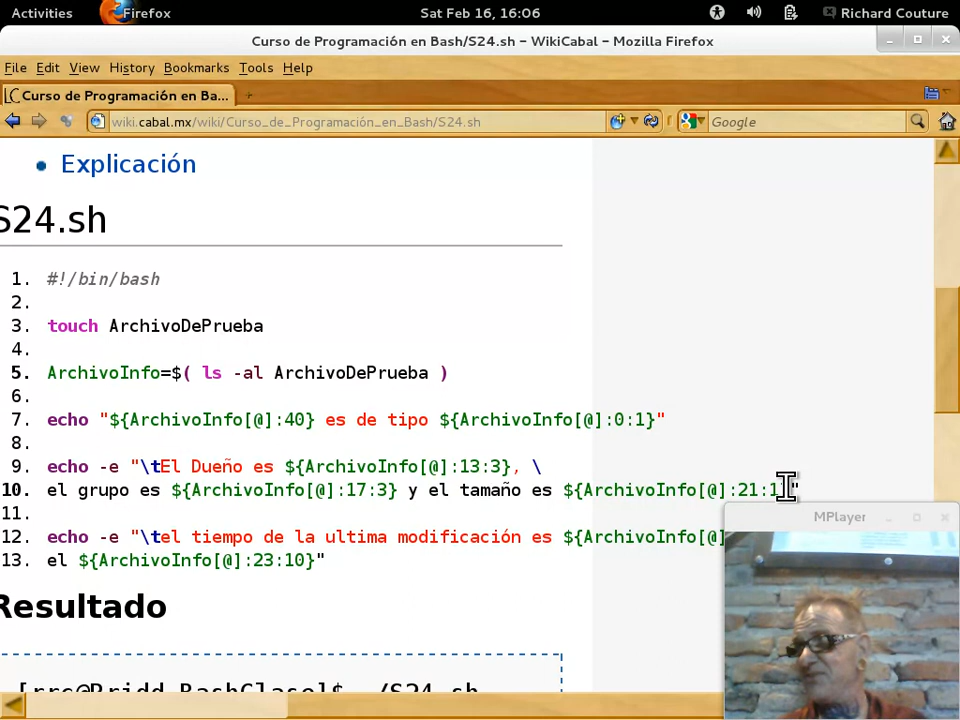 Activities Firefox Sat Feb 16, 16:06 Richard Couture
Curso de Programación en Bash/S24.sh - WikiCabal - Mozilla Firefox
File Edit View History Bookmarks Tools Help
Curso de Programación en Ba...
wiki.cabal.mx/wiki/Curso_de_Programación_en_Bash/S24.sh Google
Explicación
S24.sh
1. #!/bin/bash
2.
3. touch ArchivoDePrueba
4.
5. ArchivoInfo=$( ls -al ArchivoDePrueba )
6.
7. echo "${ArchivoInfo[@]:40} es de tipo ${ArchivoInfo[@]:0:1}"
8.
9. echo -e "\tEl Dueño es ${ArchivoInfo[@]:13:3}, \
10. el grupo es ${ArchivoInfo[@]:17:3} y el tamaño es ${ArchivoInfo[@]:21:1}"
11.
12. echo -e "\tel tiempo de la ultima modificación es ${ArchivoInfo[@]
13. el ${ArchivoInfo[@]:23:10}"
MPlayer
Resultado
[rrc@Pridd BashClase]$ ./S24.sh